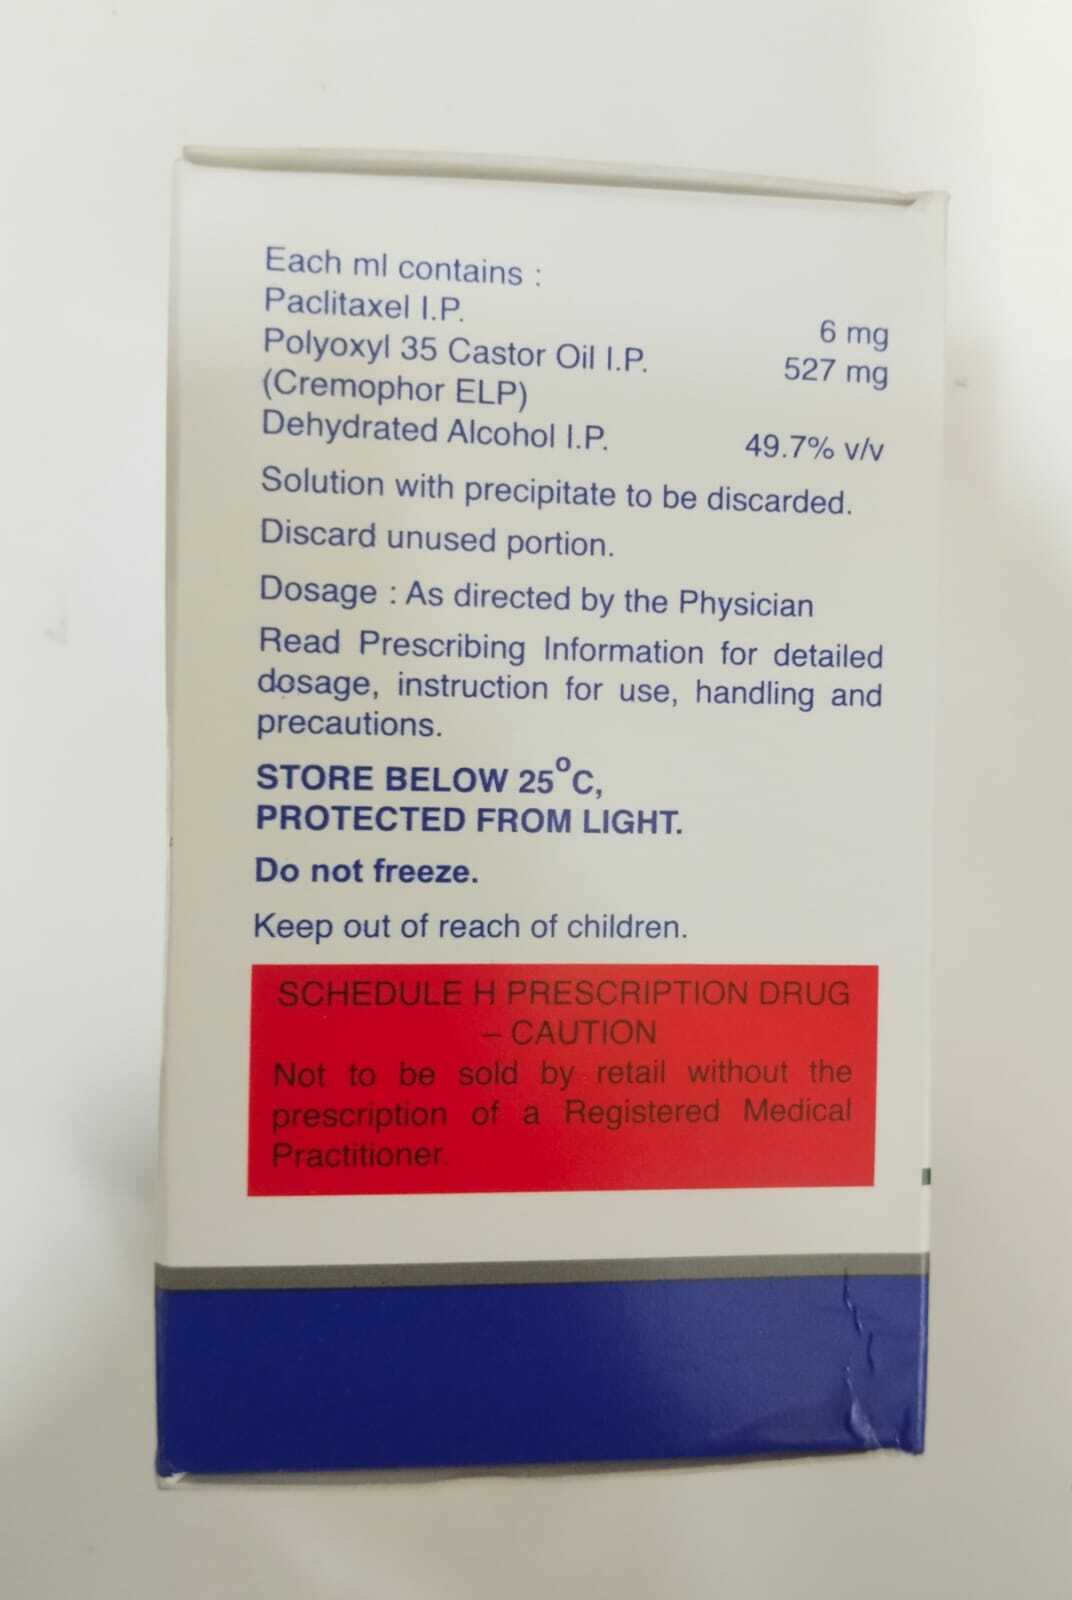 Each ml contains :
Paclitaxel I.P. 6 mg
Polyoxyl 35 Castor Oil I.P. 527 mg
(Cremophor ELP)
Dehydrated Alcohol I.P. 49.7% v/v
Solution with precipitate to be discarded.
Discard unused portion.
Dosage : As directed by the Physician
Read Prescribing Information for detailed
dosage, instruction for use, handling and
precautions.
STORE BELOW 25°C,
PROTECTED FROM LIGHT.
Do not freeze.
Keep out of reach of children.
SCHEDULE H PRESCRIPTION DRUG
– CAUTION
Not to be sold by retail without the
prescription of a Registered Medical
Practitioner.